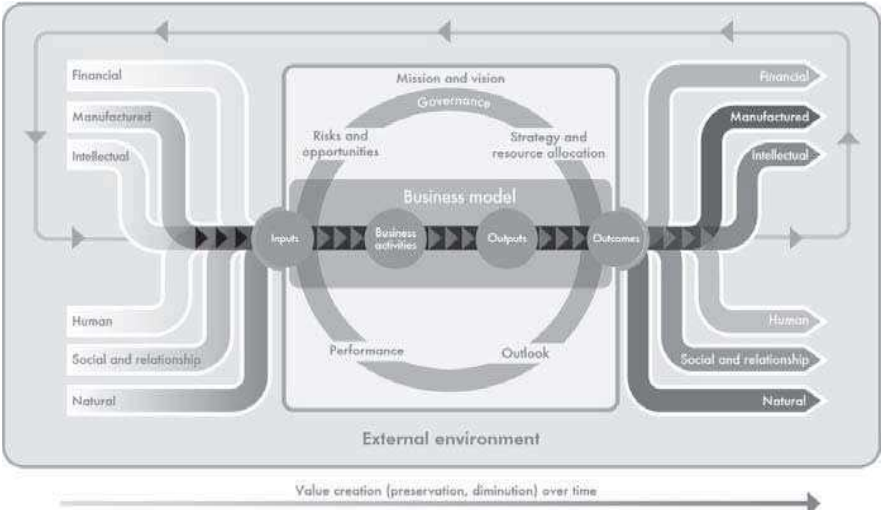 Financial
Manufactured
Intellectual
Human
Social and relationship
Natural
Mission and vision
Governance
Risks and
opportunities
Strategy and
resource allocation
Business model
Inputs
Business
activities
Outputs
Outcomes
Performance
Outlook
Financial
Manufactured
Intellectual
Human
Social and relationship
Natural
External environment
Value creation (preservation, diminution) over time